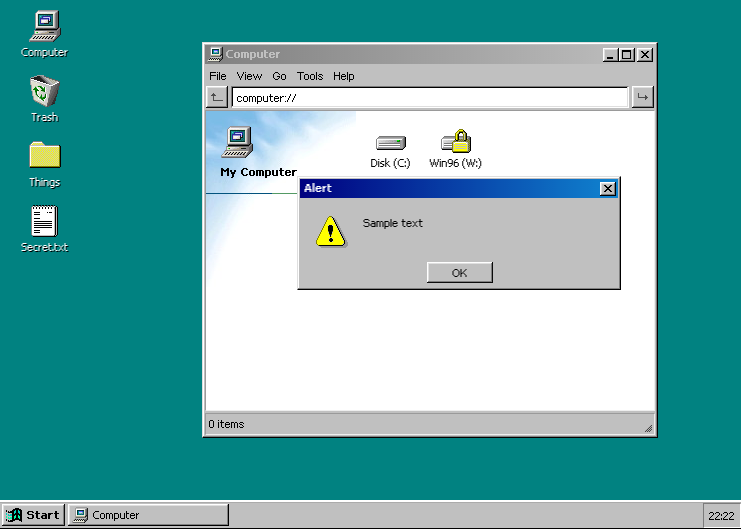 Computer
Trash
Things
Secret.txt
Computer
File View Go Tools Help
computer://
My Computer
Disk (C:) Win96 (W:)
Alert
Sample text
OK
0 items
Start Computer 22:22